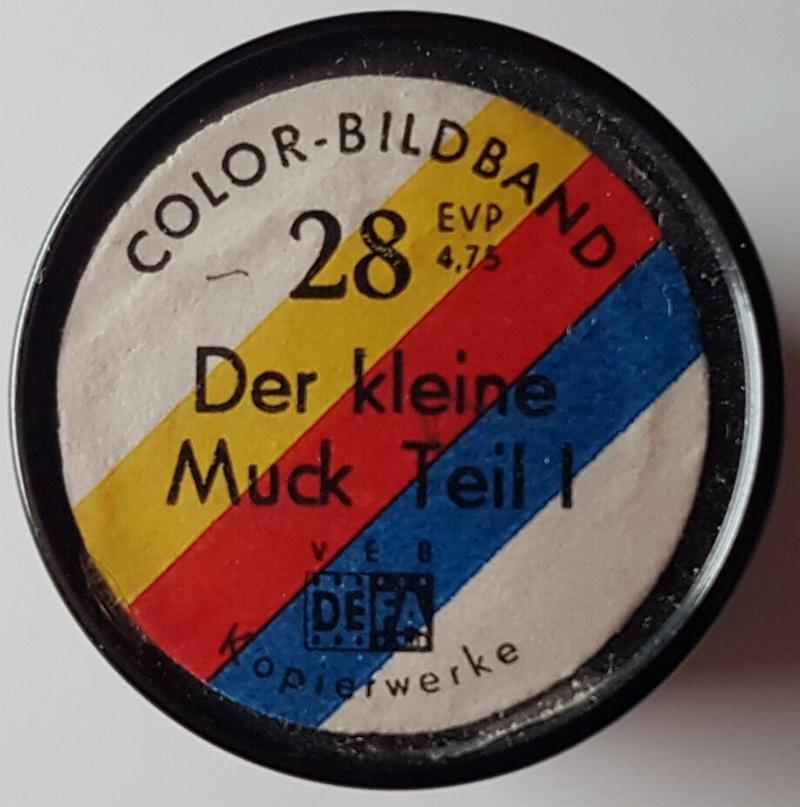 COLOR-BILDBAND
28 EVP
4,75
Der kleine
Muck Teil I
VEB
DEFA
Kopierwerke